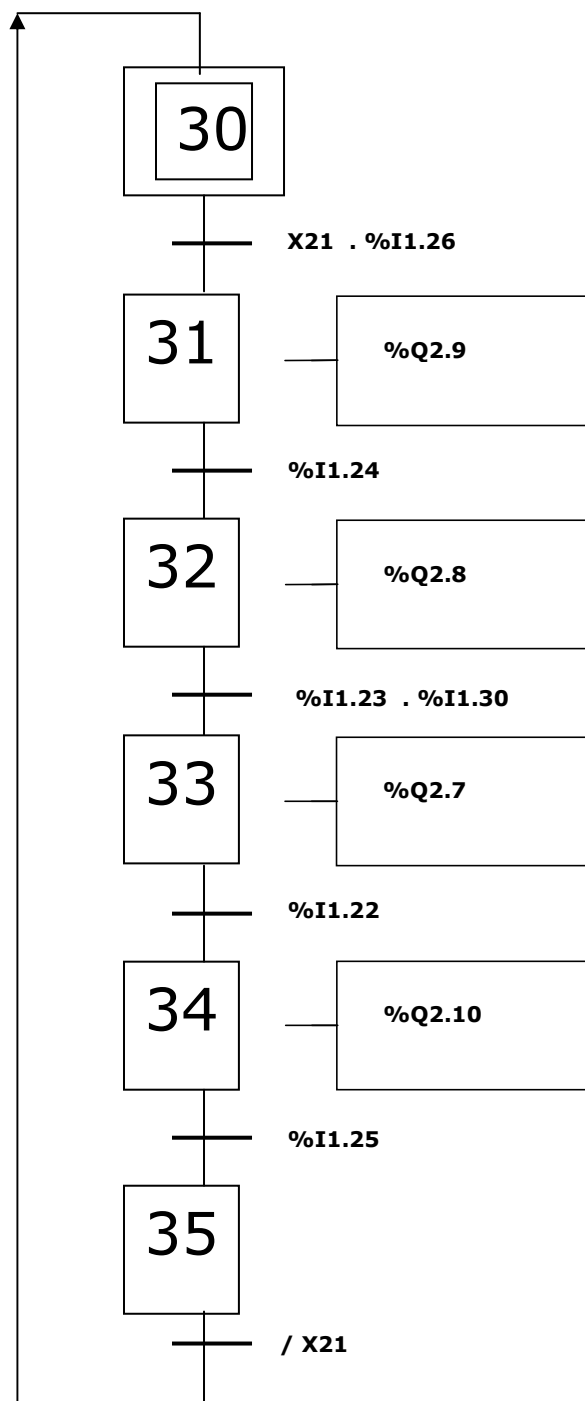 30
X21 . %I1.26
31
%Q2.9
%I1.24
32
%Q2.8
%I1.23 . %I1.30
33
%Q2.7
%I1.22
34
%Q2.10
%I1.25
35
/ X21